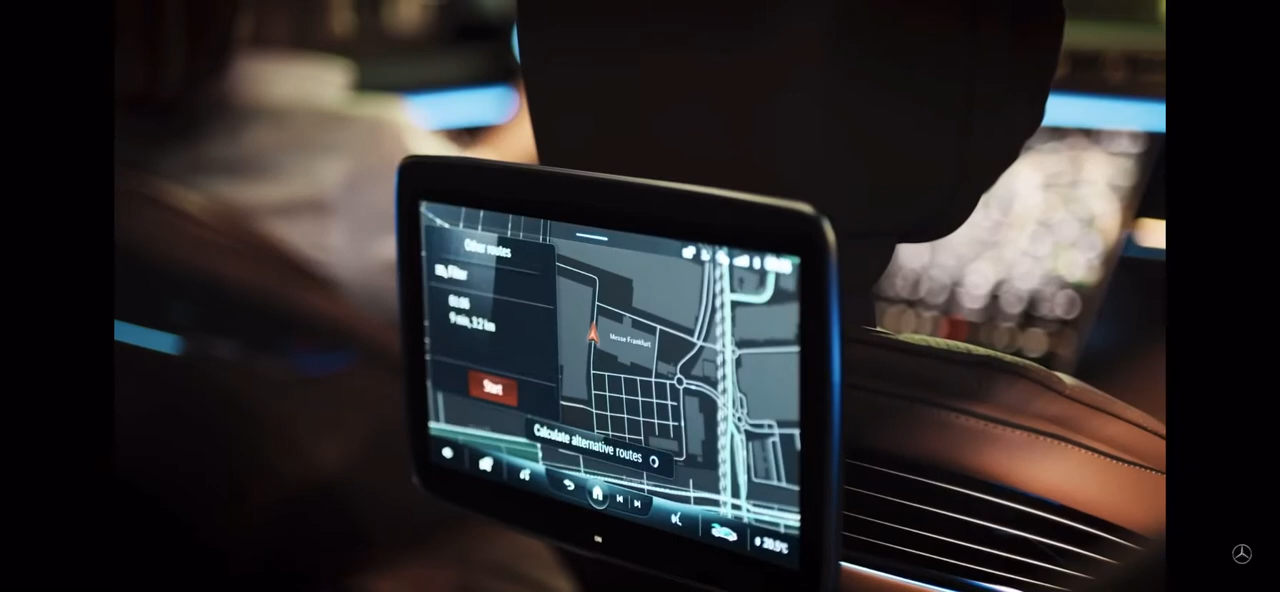 Other routes
Filter
9 min, 3.2 km
Start
Messe Frankfurt
Calculate alternative routes
20.5°C